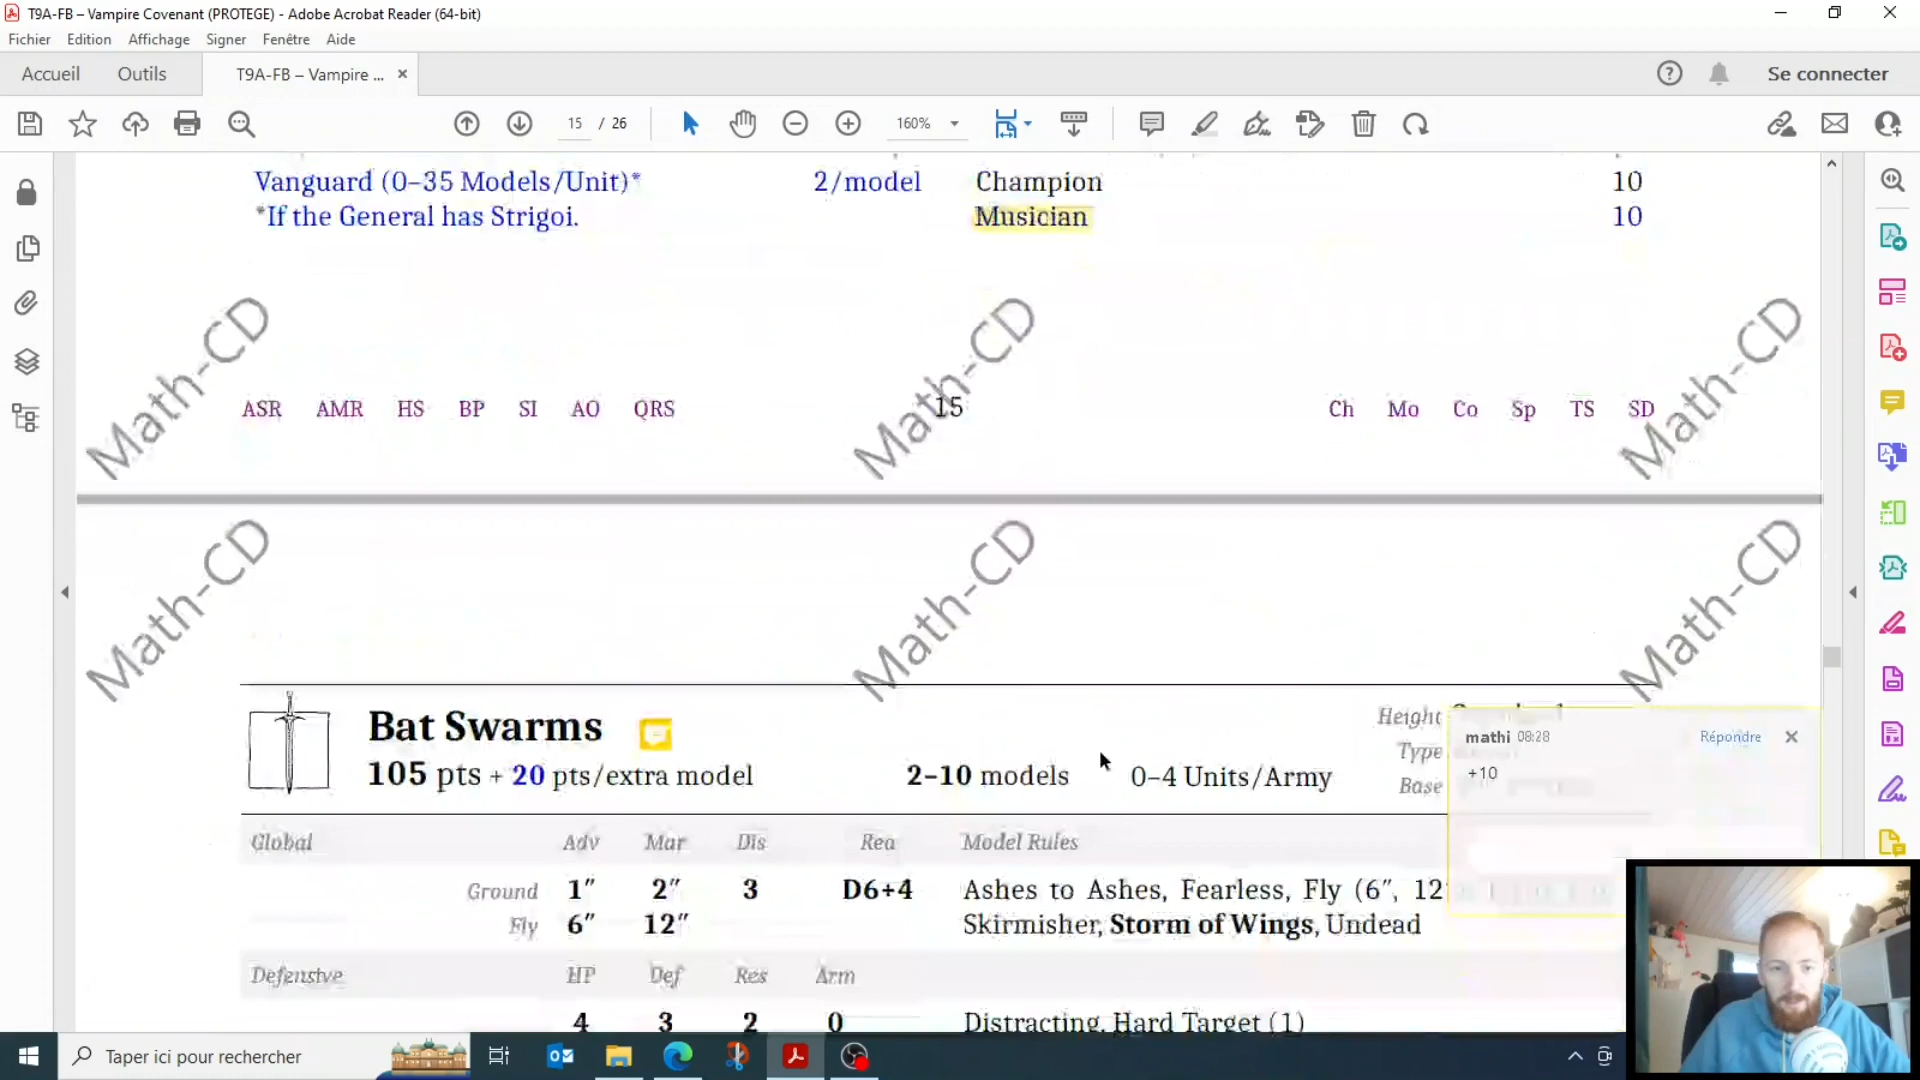 T9A-FB – Vampire Covenant (PROTEGE) - Adobe Acrobat Reader (64-bit)
Fichier Edition Affichage Signer Fenêtre Aide
Accueil Outils T9A-FB – Vampire ... × Se connecter
15 / 26 160%
Vanguard (0–35 Models/Unit)* 2/model Champion 10
*If the General has Strigoi. Musician 10
Math-CD Math-CD Math-CD
ASR AMR HS BP SI AO QRS 15 Ch Mo Co Sp TS SD
Math-CD Math-CD Math-CD
Bat Swarms Height
105 pts + 20 pts/extra model 2–10 models 0–4 Units/Army Type
Base
mathi 08:28 Répondre
+10
Global Adv Mar Dis Rea Model Rules
Ground 1″ 2″ 3 D6+4 Ashes to Ashes, Fearless, Fly (6″, 12
Fly 6″ 12″ Skirmisher, Storm of Wings, Undead
Defensive HP Def Res Arm
4 3 2 0 Distracting, Hard Target (1)
Taper ici pour rechercher